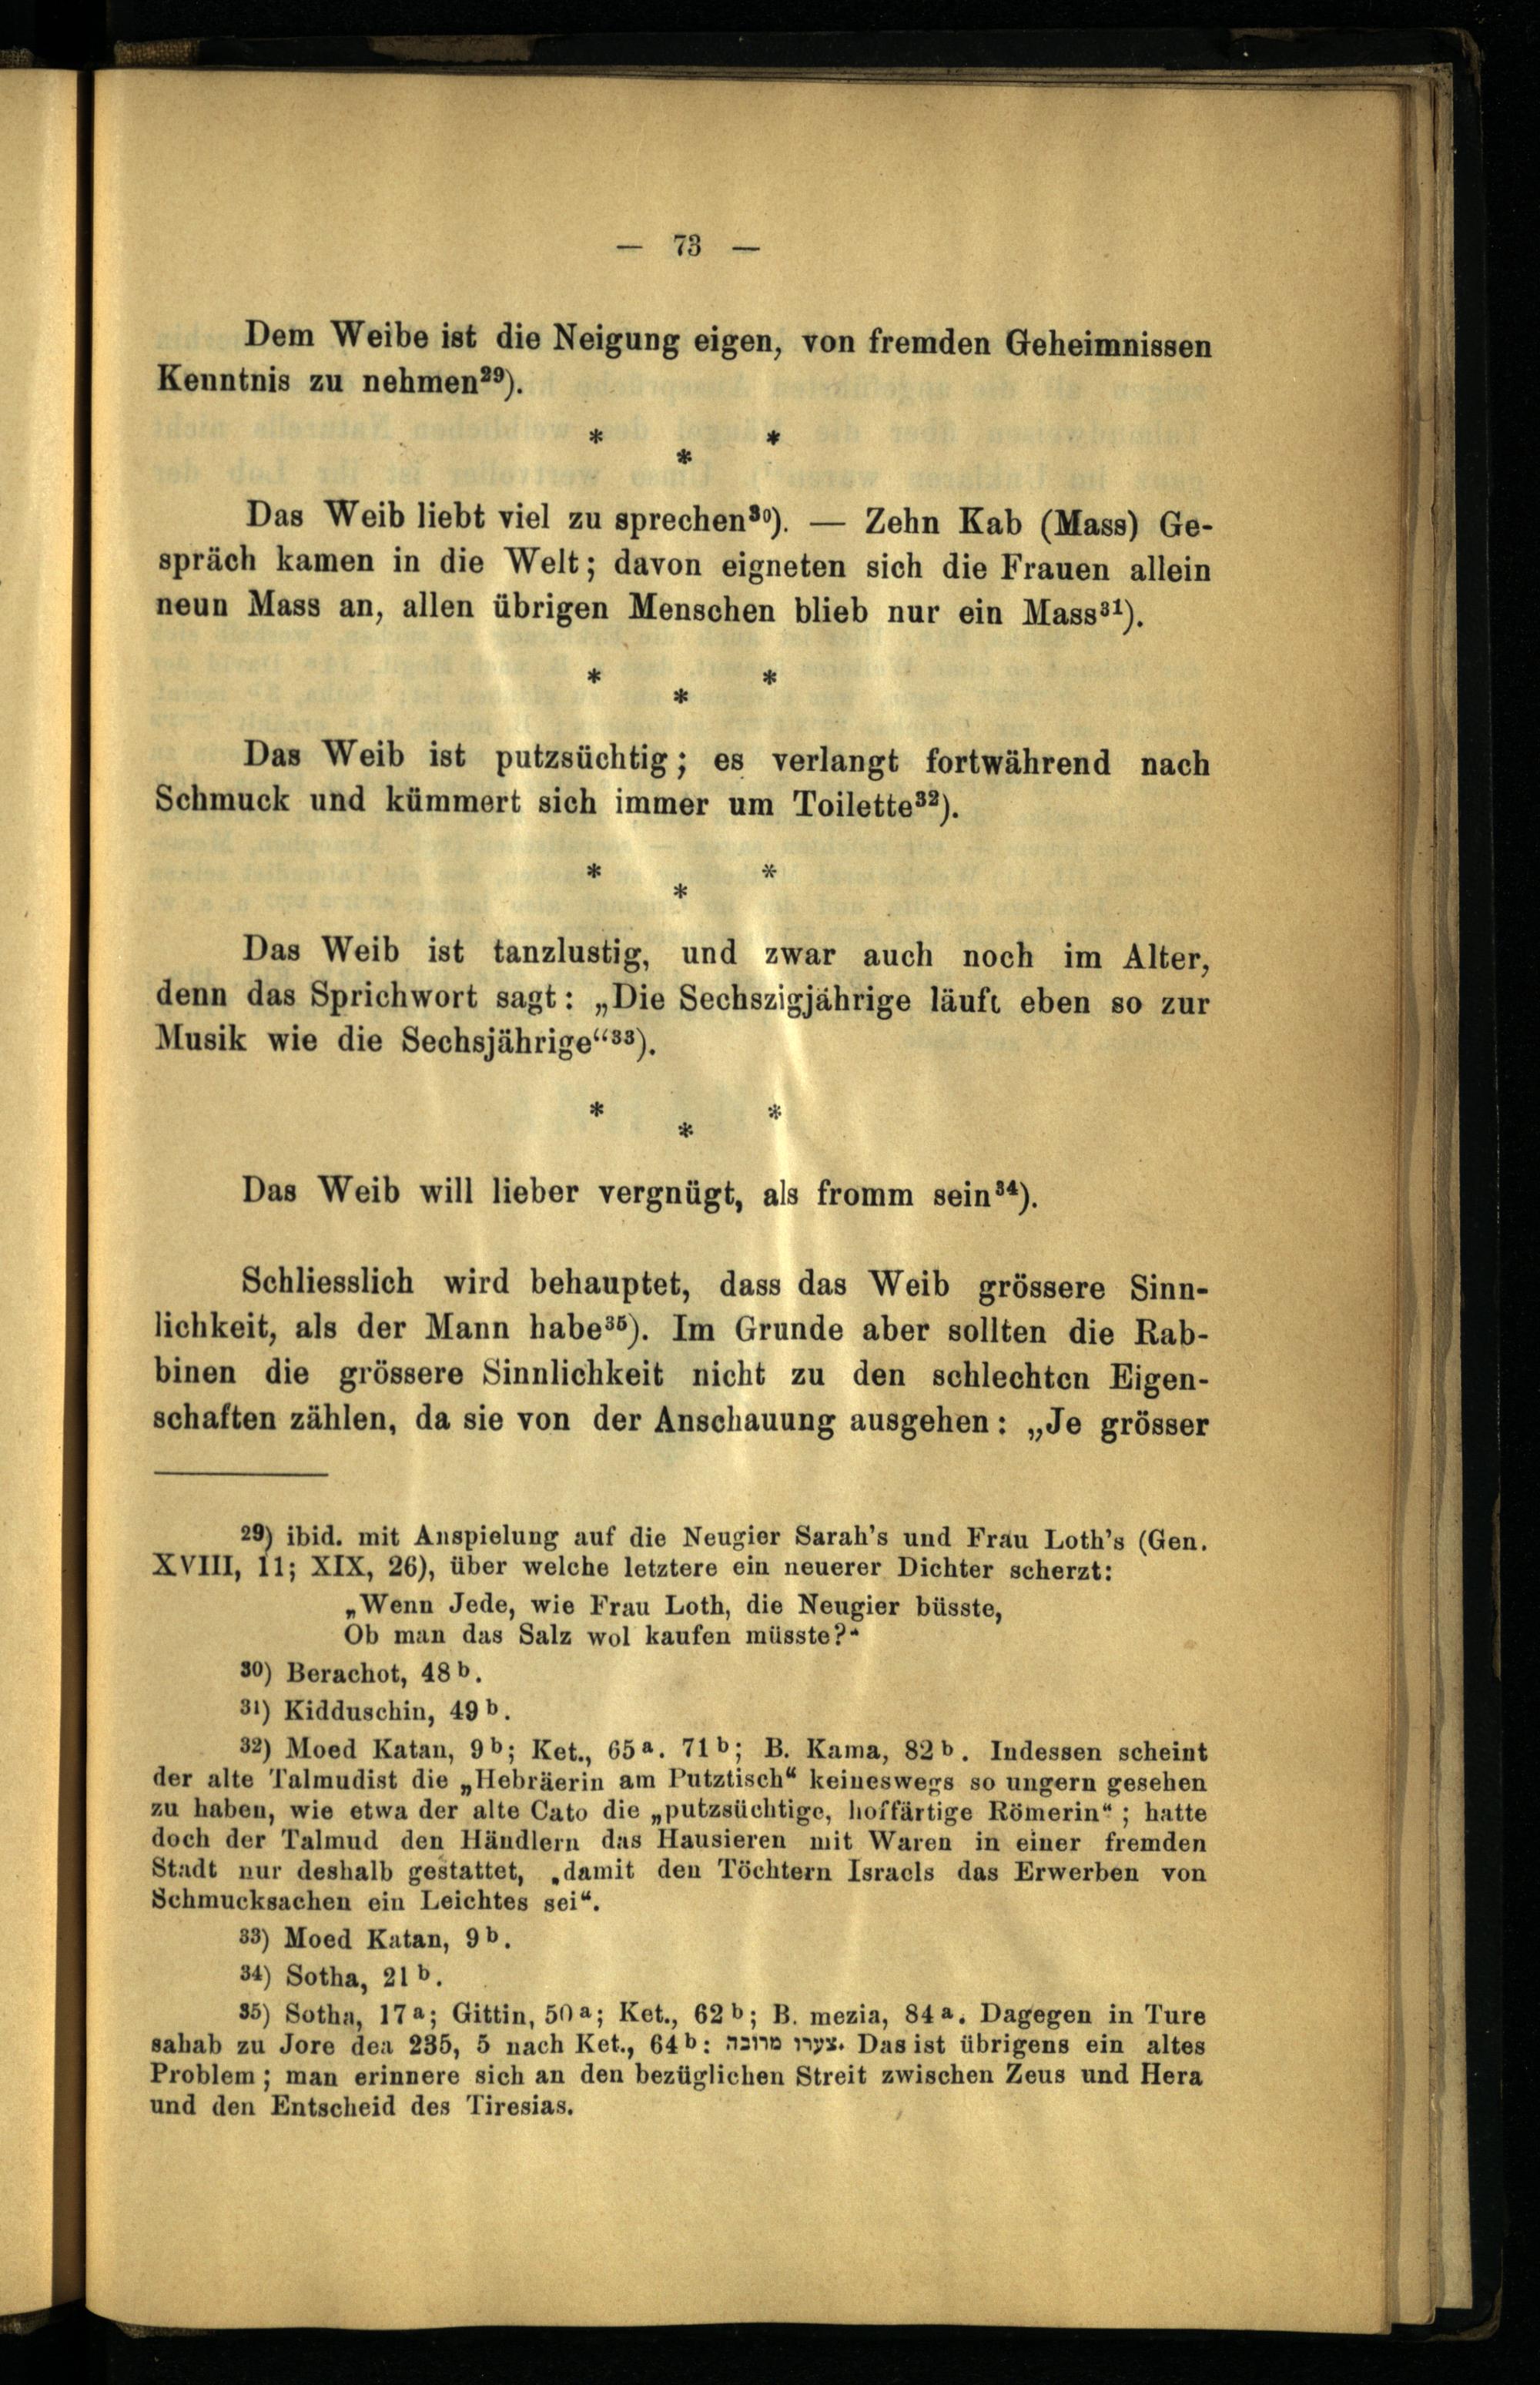 — 73 —
Dem Weibe ist die Neigung eigen, von fremden Geheimnissen
Kenntnis zu nehmen²⁹).
* * *
Das Weib liebt viel zu sprechen³⁰). — Zehn Kab (Mass) Ge-
spräch kamen in die Welt; davon eigneten sich die Frauen allein
neun Mass an, allen übrigen Menschen blieb nur ein Mass³¹).
* * *
Das Weib ist putzsüchtig; es verlangt fortwährend nach
Schmuck und kümmert sich immer um Toilette³²).
* * *
Das Weib ist tanzlustig, und zwar auch noch im Alter,
denn das Sprichwort sagt: „Die Sechszigjährige läuft eben so zur
Musik wie die Sechsjährige“³³).
* * *
Das Weib will lieber vergnügt, als fromm sein³⁴).
Schliesslich wird behauptet, dass das Weib grössere Sinn-
lichkeit, als der Mann habe³⁵). Im Grunde aber sollten die Rab-
binen die grössere Sinnlichkeit nicht zu den schlechten Eigen-
schaften zählen, da sie von der Anschauung ausgehen: „Je grösser
²⁹) ibid. mit Anspielung auf die Neugier Sarah's und Frau Loth's (Gen.
XVIII, 11; XIX, 26), über welche letztere ein neuerer Dichter scherzt:
„Wenn Jede, wie Frau Loth, die Neugier büsste,
Ob man das Salz wol kaufen müsste?“
³⁰) Berachot, 48 b.
³¹) Kidduschin, 49 b.
³²) Moed Katan, 9 b; Ket., 65 a. 71 b; B. Kama, 82 b. Indessen scheint
der alte Talmudist die „Hebräerin am Putztisch“ keineswegs so ungern gesehen
zu haben, wie etwa der alte Cato die „putzsüchtige, hoffärtige Römerin“; hatte
doch der Talmud den Händlern das Hausieren mit Waren in einer fremden
Stadt nur deshalb gestattet, „damit den Töchtern Israels das Erwerben von
Schmucksachen ein Leichtes sei“.
³³) Moed Katan, 9 b.
³⁴) Sotha, 21 b.
³⁵) Sotha, 17 a; Gittin, 50 a; Ket., 62 b; B. mezia, 84 a. Dagegen in Ture
sahab zu Jore dea 235, 5 nach Ket., 64 b: צערו מרובה. Das ist übrigens ein altes
Problem; man erinnere sich an den bezüglichen Streit zwischen Zeus und Hera
und den Entscheid des Tiresias.